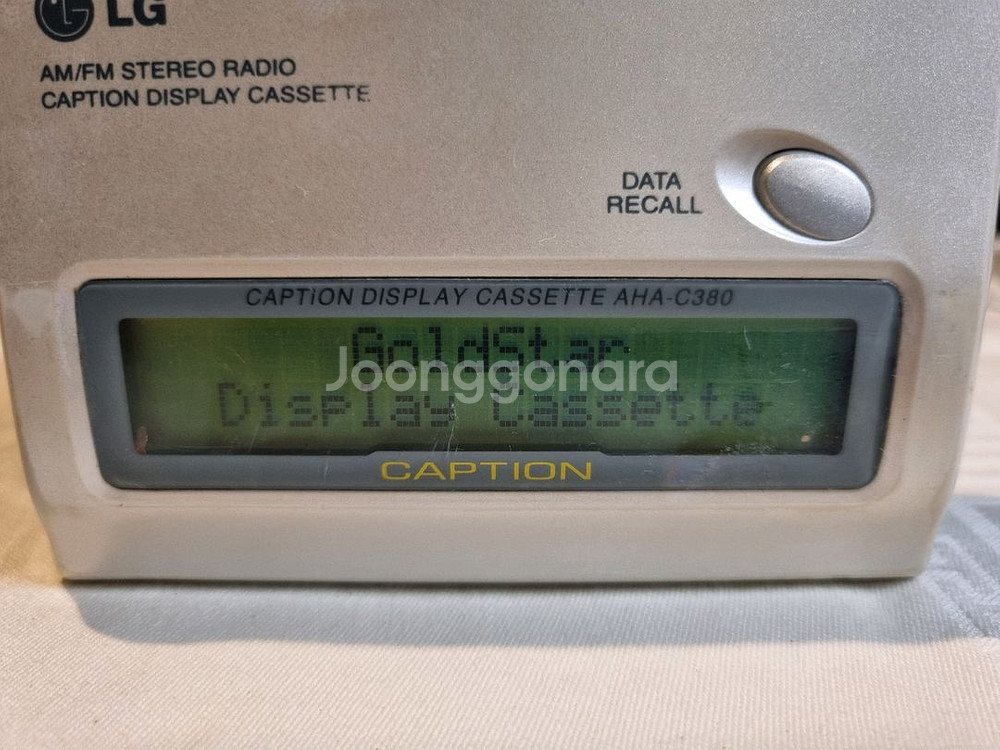 LG
AM/FM STEREO RADIO
CAPTION DISPLAY CASSETTE
DATA
RECALL
CAPTION DISPLAY CASSETTE AHA-C380
GoldStar
Joonggonara
Display Cassette
CAPTION